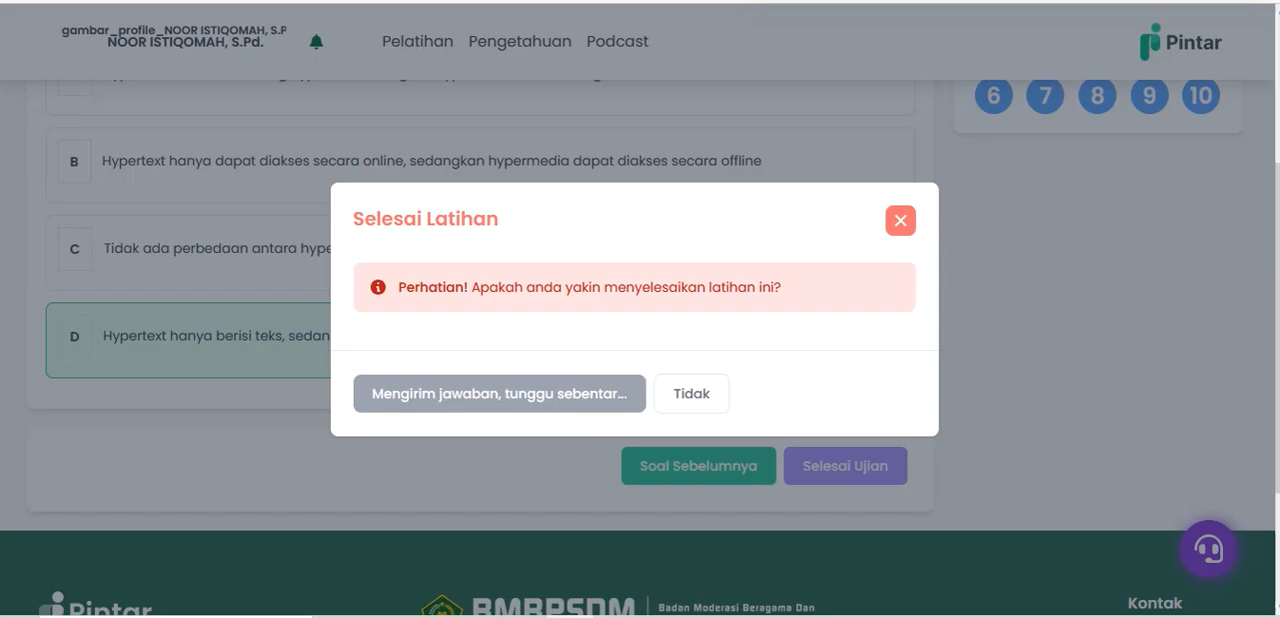 gambar_profile_NOOR ISTIQOMAH, S.P
NOOR ISTIQOMAH, S.Pd.
Pelatihan Pengetahuan Podcast
Pintar
6 7 8 9 10
B Hypertext hanya dapat diakses secara online, sedangkan hypermedia dapat diakses secara offline
Selesai Latihan
C Tidak ada perbedaan antara hype
Perhatian! Apakah anda yakin menyelesaikan latihan ini?
D Hypertext hanya berisi teks, sedan
Mengirim jawaban, tunggu sebentar... Tidak
Soal Sebelumnya Selesai Ujian
Pintar
BMBPSDM
Badan Moderasi Beragama Dan
Kontak